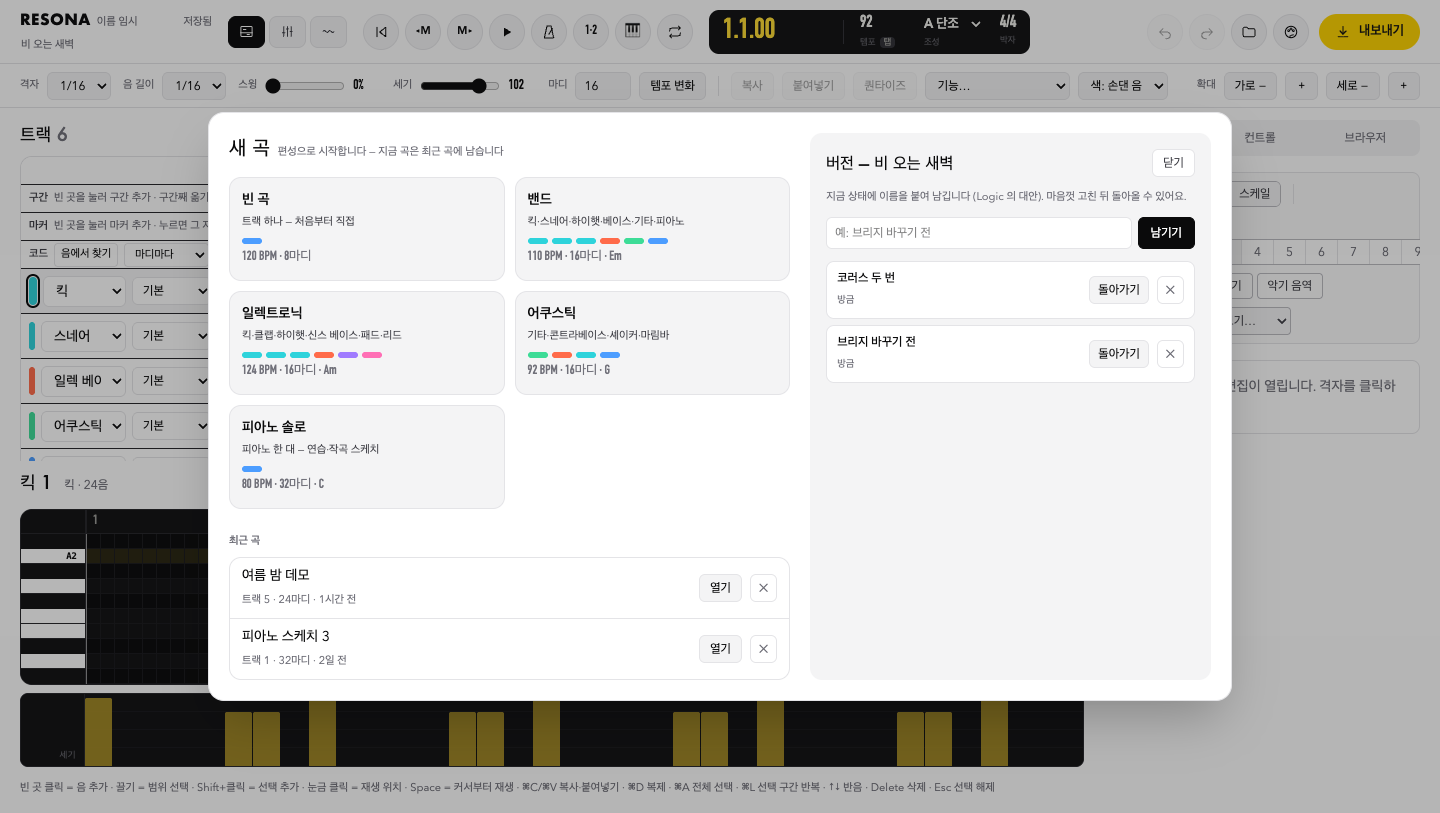 RESONA 이름 임시 저장됨
비 오는 새벽
◂M
M▸
1·2
1.1.00
92
템포 탭
A 단조
조성
4/4
박자
내보내기
격자 1/16 음 길이 1/16 스윙 0% 세기 102 마디 16 템포 변화 복사 붙여넣기 퀀타이즈 기능… 색: 손댄 음 확대 가로 − + 세로 − +
트랙 6
구간 빈 곳을 눌러 구간 추가 · 구간째
마커 빈 곳을 눌러 마커 추가 · 누르면 그
코드 음에서 찾기 마디마다
킥 기본
스네어 기본
일렉 베이 기본
어쿠스틱 기본
킥 1 킥 · 24음
1
A2
세기
새 곡 편성으로 시작합니다 — 지금 곡은 최근 곡에 남습니다
빈 곡
트랙 하나 — 처음부터 직접
120 BPM · 8마디
밴드
킥·스네어·하이햇·베이스·기타·피아노
110 BPM · 16마디 · Em
일렉트로닉
킥·클랩·하이햇·신스 베이스·패드·리드
124 BPM · 16마디 · Am
어쿠스틱
기타·콘트라베이스·셰이커·마림바
92 BPM · 16마디 · G
피아노 솔로
피아노 한 대 — 연습·작곡 스케치
80 BPM · 32마디 · C
최근 곡
여름 밤 데모
트랙 5 · 24마디 · 1시간 전
열기 ×
피아노 스케치 3
트랙 1 · 32마디 · 2일 전
열기 ×
버전 — 비 오는 새벽 닫기
지금 상태에 이름을 붙여 남깁니다 (Logic 의 대안). 마음껏 고친 뒤 돌아올 수 있어요.
예: 브리지 바꾸기 전 남기기
코러스 두 번
방금
돌아가기 ×
브리지 바꾸기 전
방금
돌아가기 ×
컨트롤 브라우저
스케일
4 5 6 7 8 9
악기 음역
편집이 열립니다. 격자를 클릭하
빈 곳 클릭 = 음 추가 · 끌기 = 범위 선택 · Shift+클릭 = 선택 추가 · 눈금 클릭 = 재생 위치 · Space = 커서부터 재생 · ⌘C/⌘V 복사·붙여넣기 · ⌘D 복제 · ⌘A 전체 선택 · ⌘L 선택 구간 반복 · ↑↓ 반음 · Delete 삭제 · Esc 선택 해제